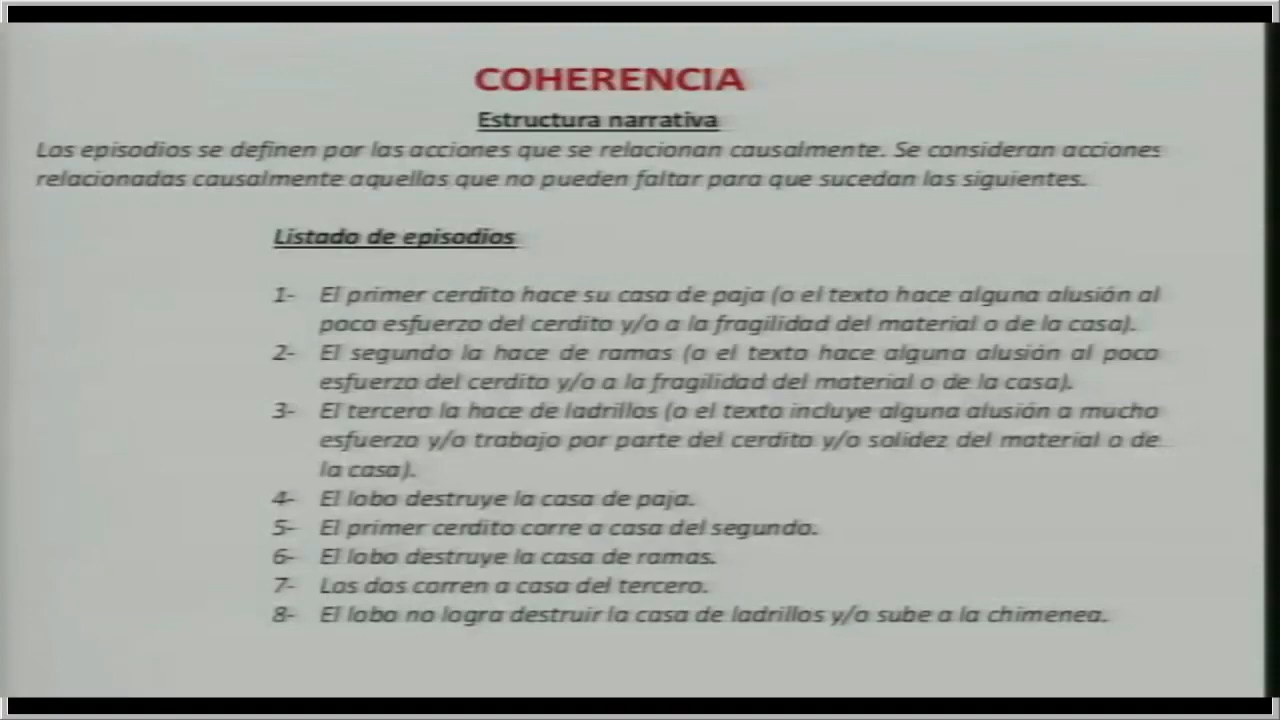 COHERENCIA
Estructura narrativa
Los episodios se definen por las acciones que se relacionan causalmente. Se consideran acciones
relacionadas causalmente aquellas que no pueden faltar para que sucedan las siguientes.
Listado de episodios
1- El primer cerdito hace su casa de paja (o el texto hace alguna alusión al
poco esfuerzo del cerdito y/o a la fragilidad del material o de la casa).
2- El segundo la hace de ramas (o el texto hace alguna alusión al poco
esfuerzo del cerdito y/o a la fragilidad del material o de la casa).
3- El tercero la hace de ladrillos (o el texto incluye alguna alusión a mucho
esfuerzo y/o trabajo por parte del cerdito y/o solidez del material o de
la casa).
4- El lobo destruye la casa de paja.
5- El primer cerdito corre a casa del segundo.
6- El lobo destruye la casa de ramas.
7- Los dos corren a casa del tercero.
8- El lobo no logra destruir la casa de ladrillos y/o sube a la chimenea.